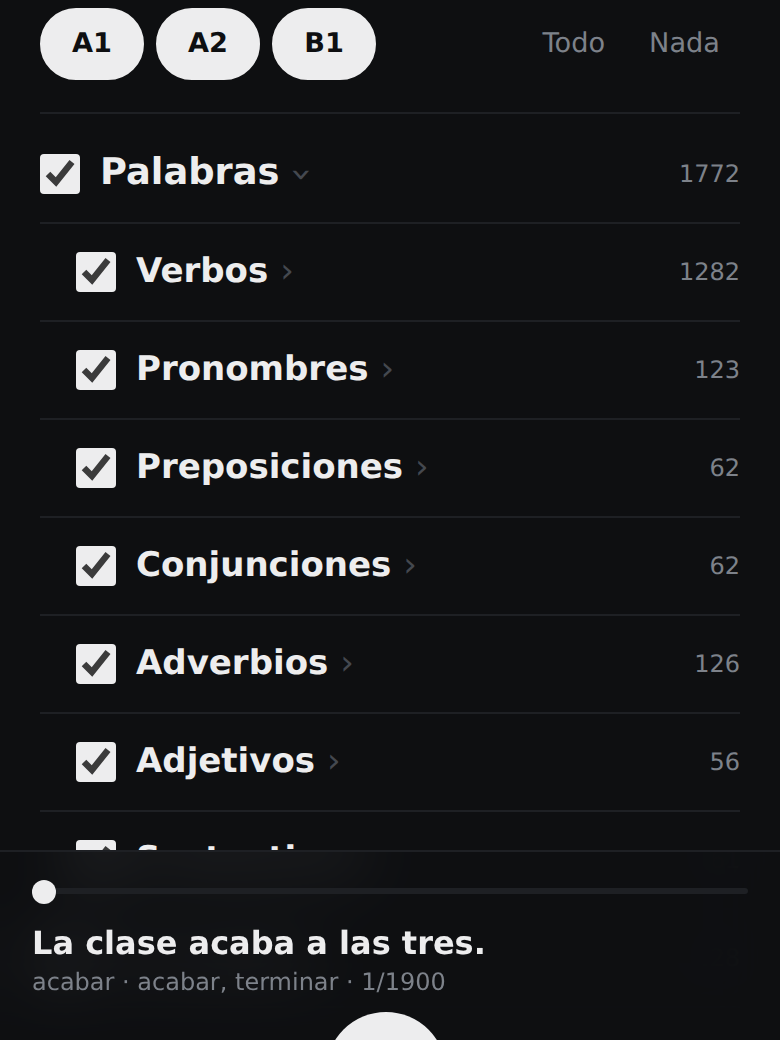 A1 A2 B1 Todo Nada
Palabras 1772
Verbos 1282
Pronombres 123
Preposiciones 62
Conjunciones 62
Adverbios 126
Adjetivos 56
La clase acaba a las tres.
acabar · acabar, terminar · 1/1900